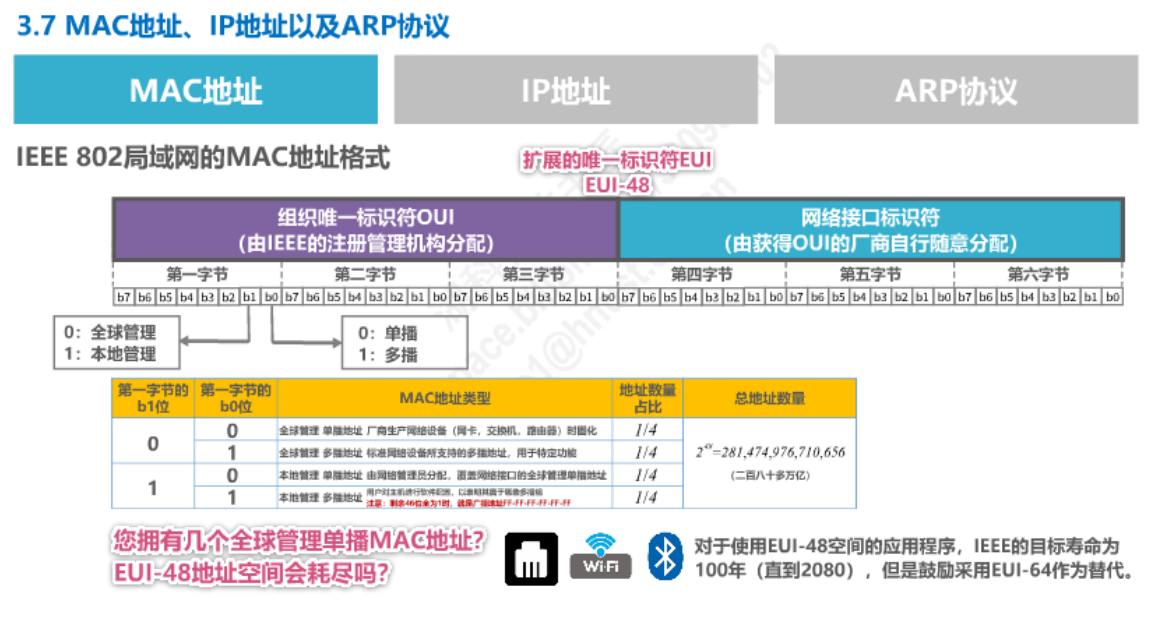 3.7 MAC地址、IP地址以及ARP协议
MAC地址 IP地址 ARP协议
IEEE 802局域网的MAC地址格式
扩展的唯一标识符EUI
EUI-48
组织唯一标识符OUI
(由IEEE的注册管理机构分配)
网络接口标识符
(由获得OUI的厂商自行随意分配)
第一字节 第二字节 第三字节 第四字节 第五字节 第六字节
b7 b6 b5 b4 b3 b2 b1 b0 b7 b6 b5 b4 b3 b2 b1 b0 b7 b6 b5 b4 b3 b2 b1 b0 b7 b6 b5 b4 b3 b2 b1 b0 b7 b6 b5 b4 b3 b2 b1 b0 b7 b6 b5 b4 b3 b2 b1 b0
0：全球管理
1：本地管理
0：单播
1：多播
第一字节的b1位 第一字节的b0位 MAC地址类型 地址数量占比 总地址数量
0 0 全球管理 单播地址 厂商生产网络设备（网卡，交换机，路由器）时固化 1/4
1 全球管理 多播地址 标准网络设备所支持的多播地址，用于特定功能 1/4
2^48=281,474,976,710,656
(二百八十多万亿)
1 0 本地管理 单播地址 由网络管理员分配，覆盖网络接口的全球管理单播地址 1/4
1 本地管理 多播地址 用户对主机进行软件配置，以表明其属于哪些多播组 1/4
注意：剩余46位全为1时，就是广播地址FF-FF-FF-FF-FF-FF
您拥有几个全球管理单播MAC地址?
EUI-48地址空间会耗尽吗?
Wi-Fi
对于使用EUI-48空间的应用程序，IEEE的目标寿命为
100年（直到2080），但是鼓励采用EUI-64作为替代。